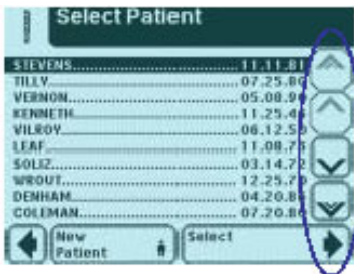 Select Patient
STEVENS 11.11.81
TILLY 07.25.80
VERNON 05.08.90
KENNETH 11.25.4
VILROY 06.12.5
LEAF 11.08.7
SOLIZ 03.14.72
WROUT 12.25.7
DENHAM 04.20.8
COLEMAN 07.20.8
New Patient
Select